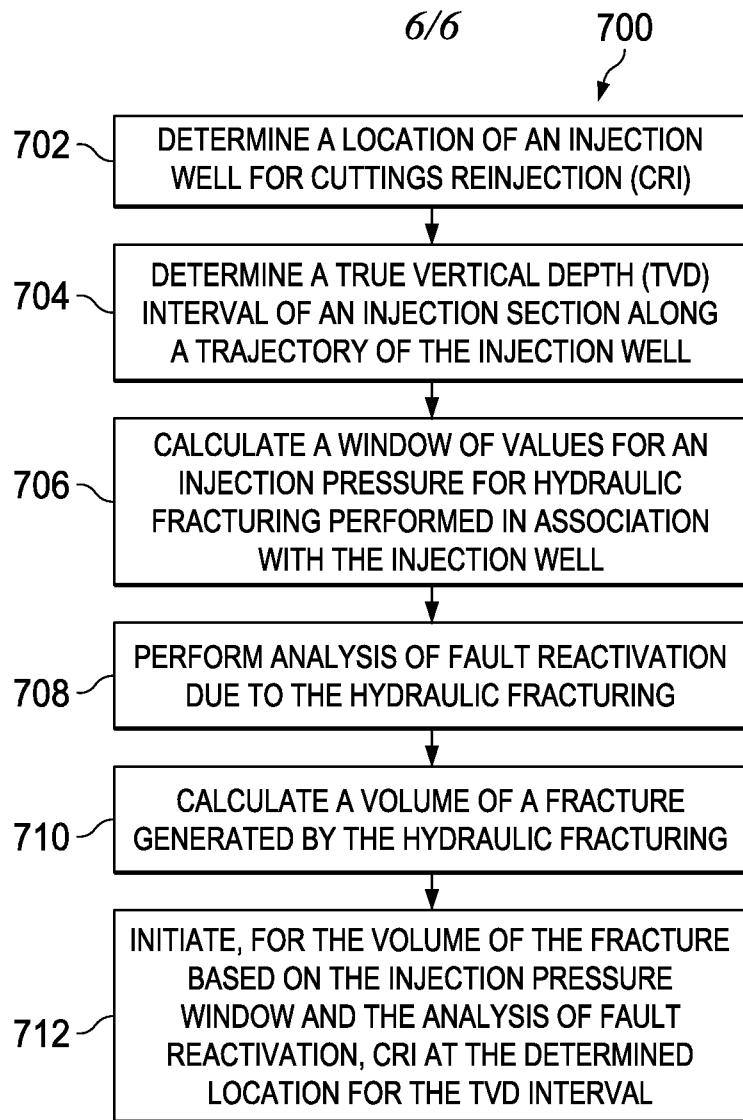 6/6
700
702
DETERMINE A LOCATION OF AN INJECTION
WELL FOR CUTTINGS REINJECTION (CRI)
704
DETERMINE A TRUE VERTICAL DEPTH (TVD)
INTERVAL OF AN INJECTION SECTION ALONG
A TRAJECTORY OF THE INJECTION WELL
706
CALCULATE A WINDOW OF VALUES FOR AN
INJECTION PRESSURE FOR HYDRAULIC
FRACTURING PERFORMED IN ASSOCIATION
WITH THE INJECTION WELL
708
PERFORM ANALYSIS OF FAULT REACTIVATION
DUE TO THE HYDRAULIC FRACTURING
710
CALCULATE A VOLUME OF A FRACTURE
GENERATED BY THE HYDRAULIC FRACTURING
712
INITIATE, FOR THE VOLUME OF THE FRACTURE
BASED ON THE INJECTION PRESSURE
WINDOW AND THE ANALYSIS OF FAULT
REACTIVATION, CRI AT THE DETERMINED
LOCATION FOR THE TVD INTERVAL